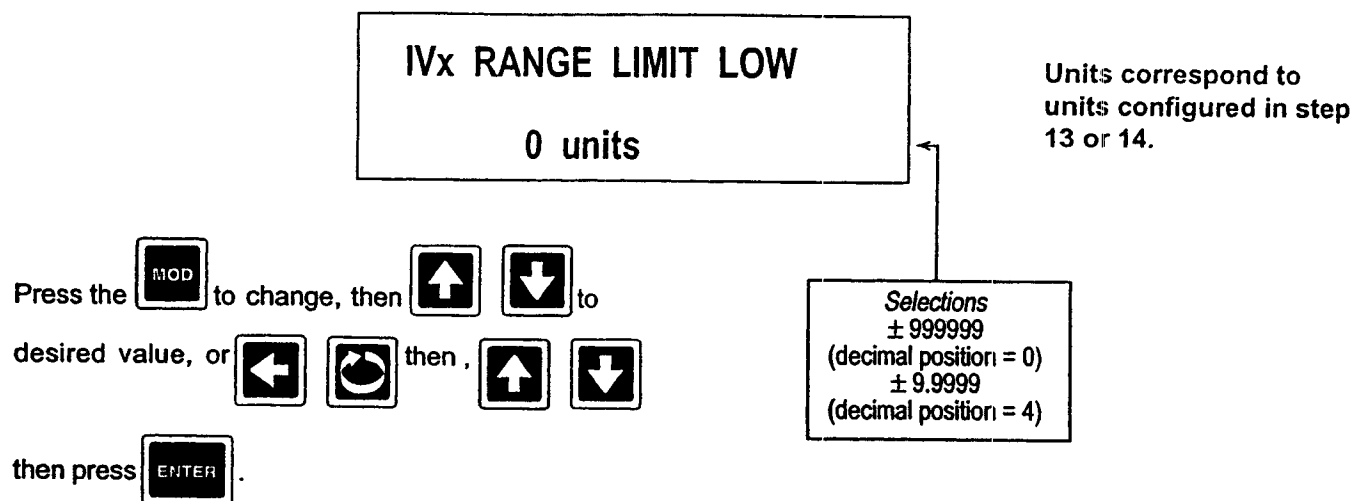 IVx RANGE LIMIT LOW
0 units
Units correspond to
units configured in step
13 or 14.
Press the MOD to change, then to
desired value, or then ,
then press ENTER .
Selections
± 999999
(decimal position = 0)
± 9.9999
(decimal position = 4)